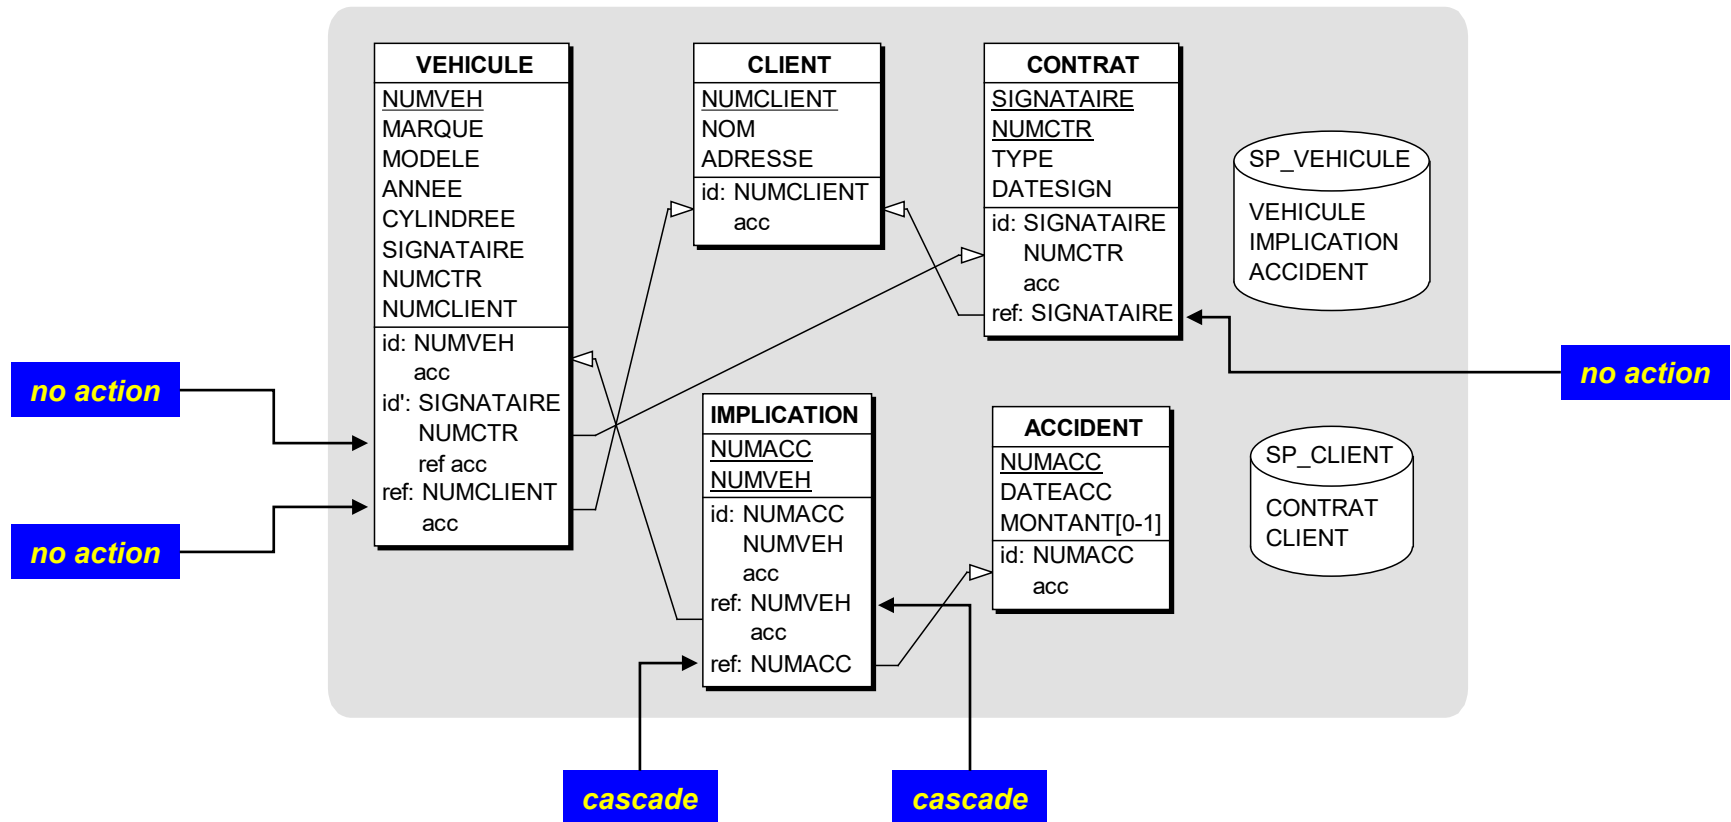 VEHICULE
NUMVEH
MARQUE
MODELE
ANNEE
CYLINDREE
SIGNATAIRE
NUMCTR
NUMCLIENT
id: NUMVEH
acc
id': SIGNATAIRE
NUMCTR
ref acc
ref: NUMCLIENT
acc
CLIENT
NUMCLIENT
NOM
ADRESSE
id: NUMCLIENT
acc
CONTRAT
SIGNATAIRE
NUMCTR
TYPE
DATESIGN
id: SIGNATAIRE
NUMCTR
acc
ref: SIGNATAIRE
SP_VEHICULE
VEHICULE
IMPLICATION
ACCIDENT
no action
no action
no action
IMPLICATION
NUMACC
NUMVEH
id: NUMACC
NUMVEH
acc
ref: NUMVEH
acc
ref: NUMACC
ACCIDENT
NUMACC
DATEACC
MONTANT[0-1]
id: NUMACC
acc
SP_CLIENT
CONTRAT
CLIENT
cascade
cascade